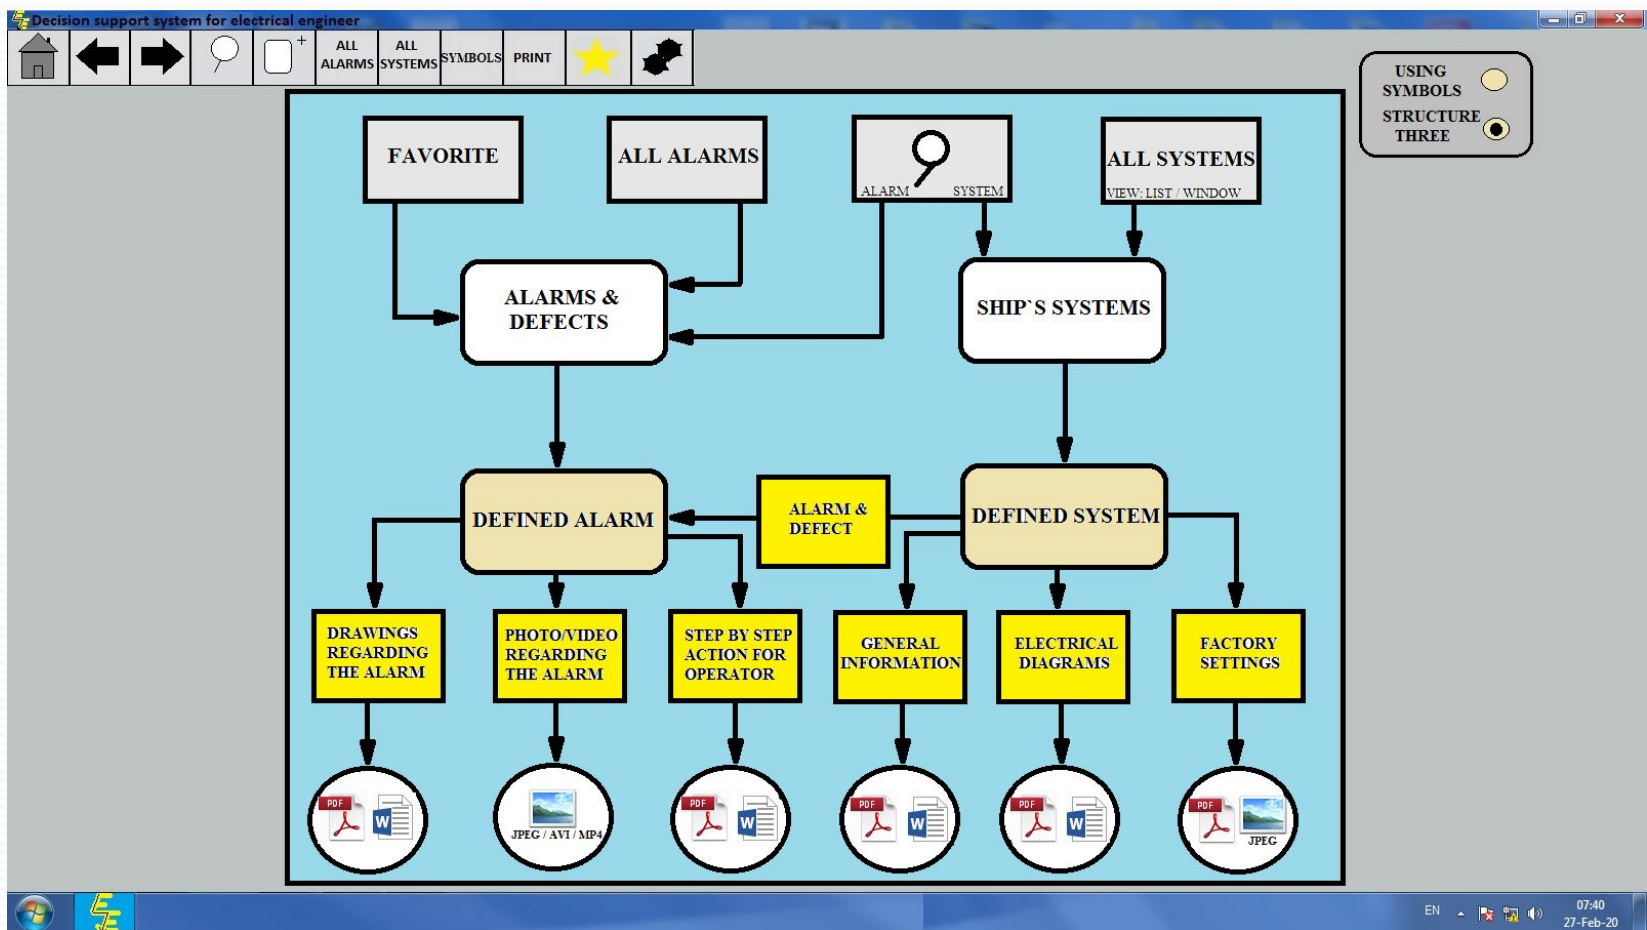 Decision support system for electrical engineer
ALL
ALARMS
ALL
SYSTEMS
SYMBOLS
PRINT
USING
SYMBOLS
STRUCTURE
THREE
FAVORITE
ALL ALARMS
ALARM SYSTEM
ALL SYSTEMS
VIEW: LIST / WINDOW
ALARMS &
DEFECTS
SHIP`S SYSTEMS
DEFINED ALARM
ALARM &
DEFECT
DEFINED SYSTEM
DRAWINGS
REGARDING
THE ALARM
PHOTO/VIDEO
REGARDING
THE ALARM
STEP BY STEP
ACTION FOR
OPERATOR
GENERAL
INFORMATION
ELECTRICAL
DIAGRAMS
FACTORY
SETTINGS
PDF W
JPEG / AVI / MP4
PDF W
PDF W
PDF W
PDF
JPEG
EN
07:40
27-Feb-20